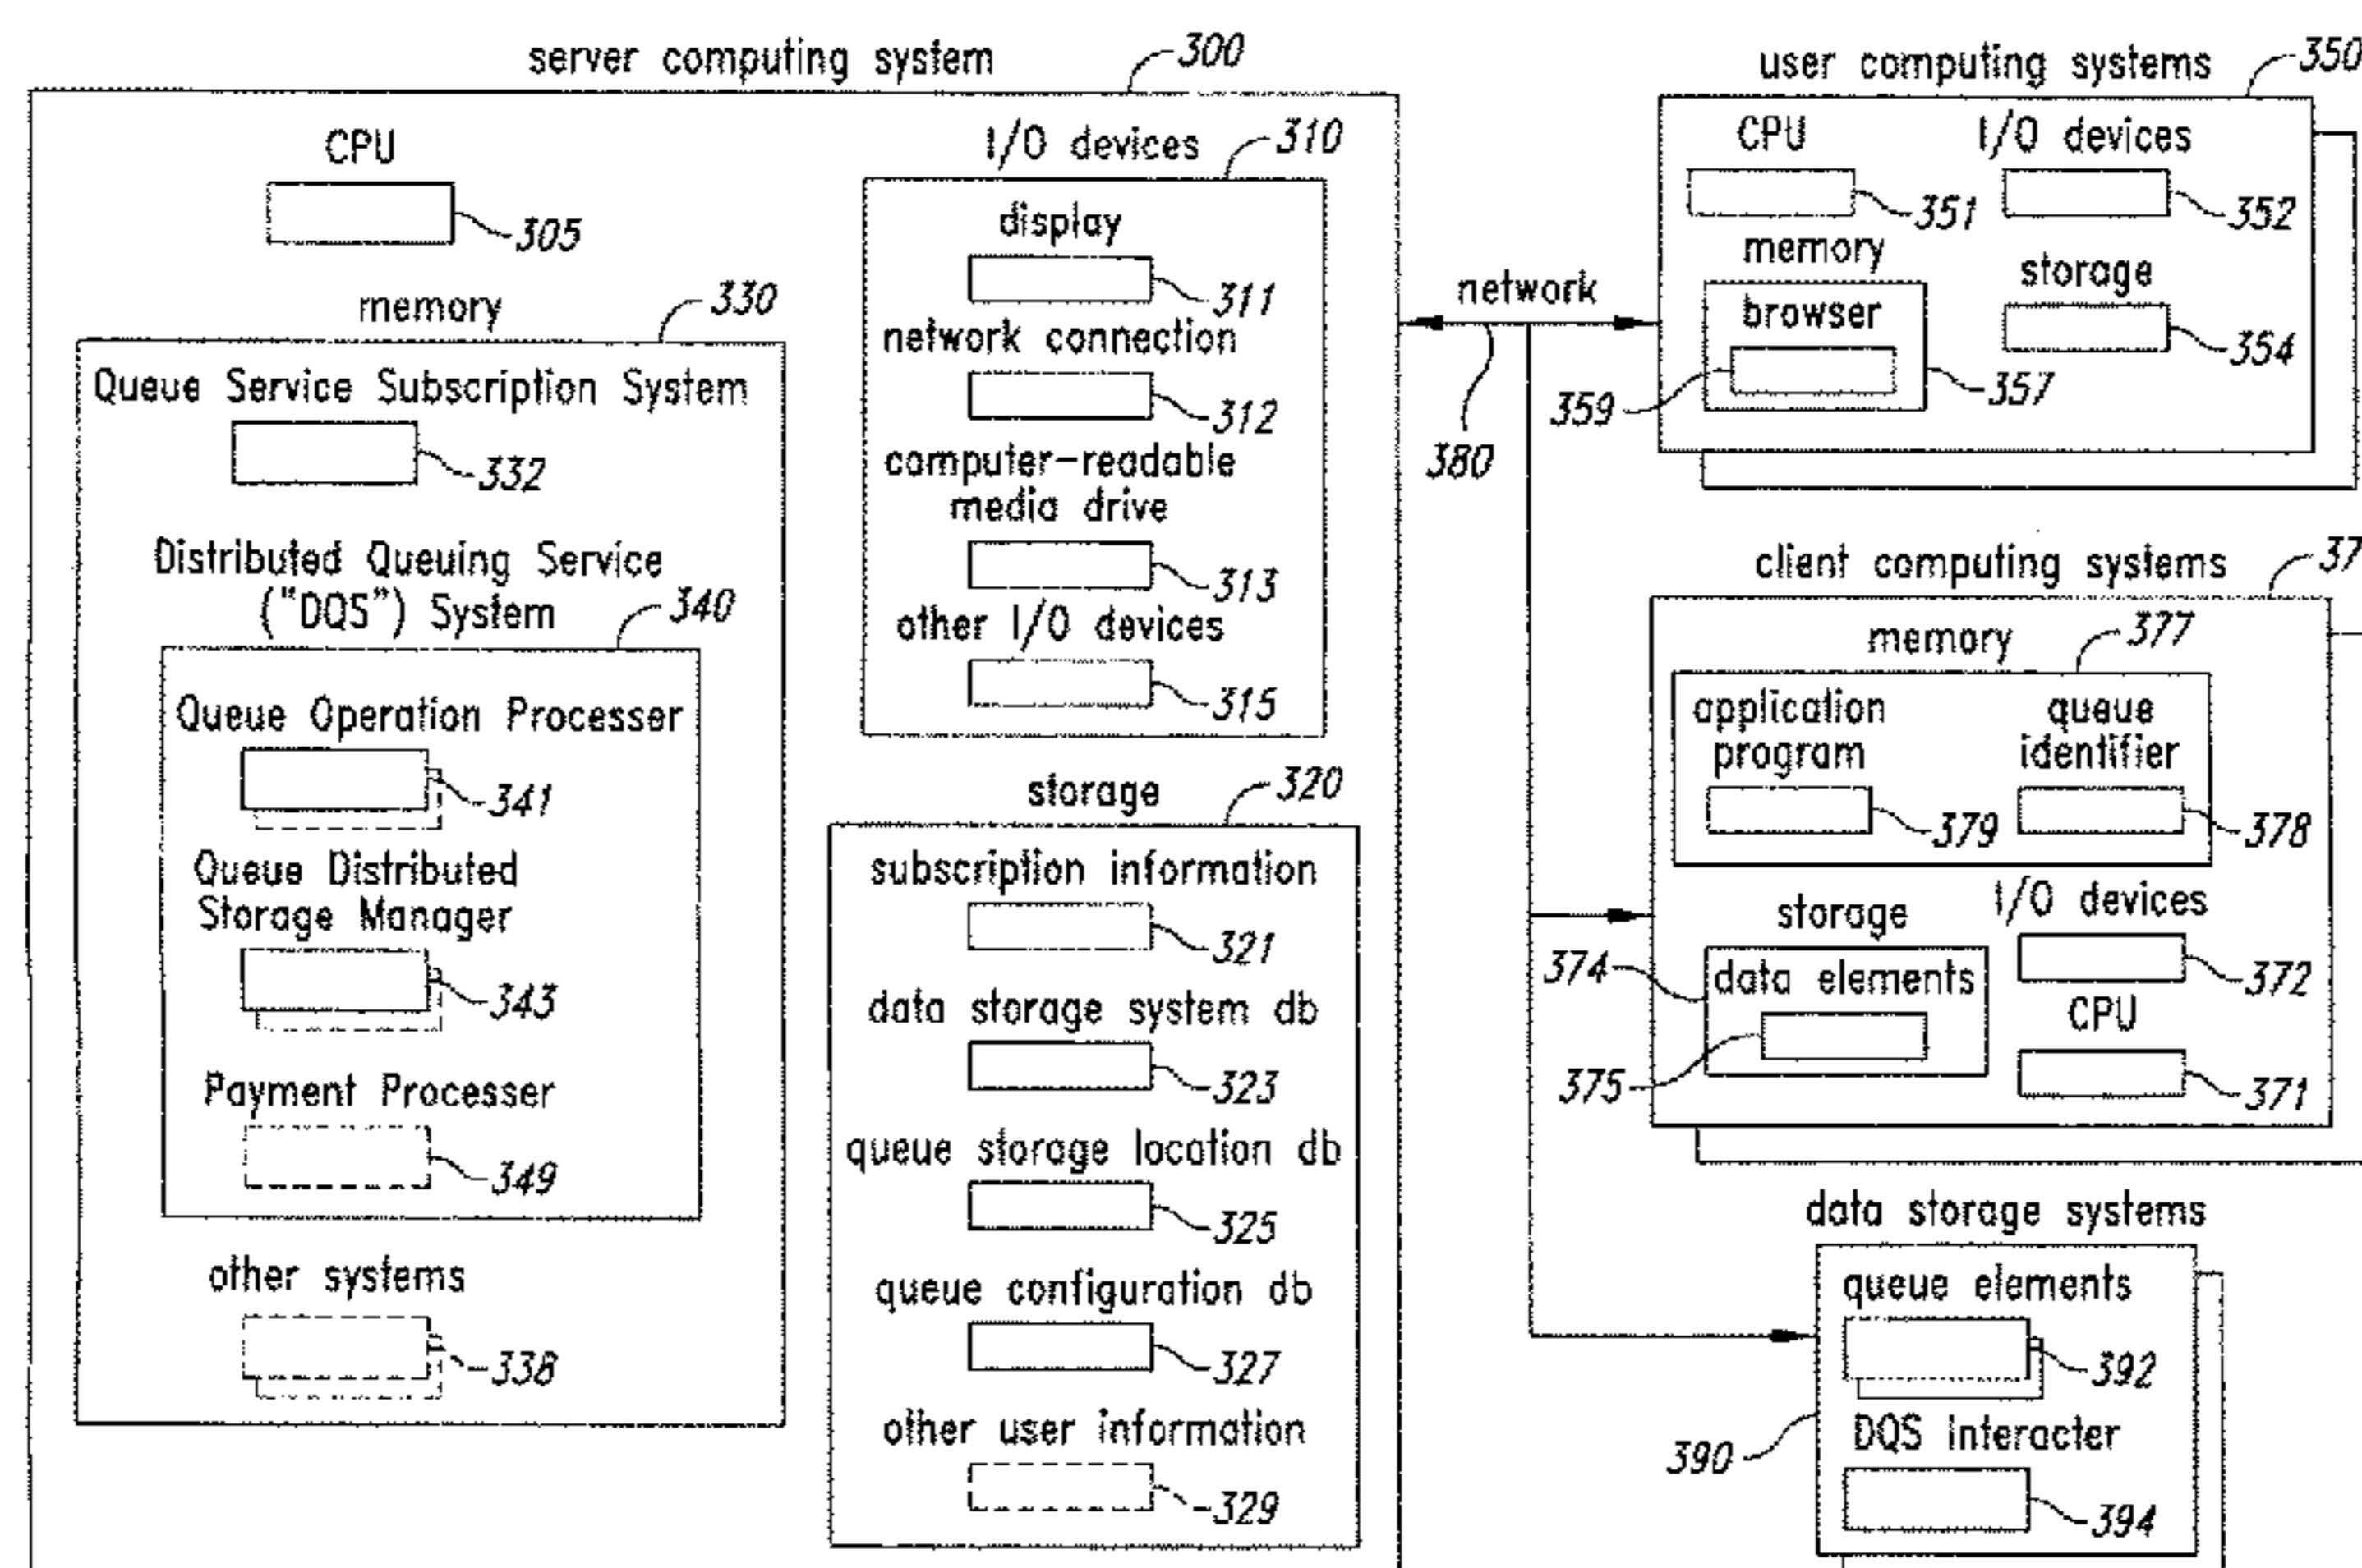 server computing system
300
CPU
305
memory
330
Queue Service Subscription System
332
Distributed Queuing Service
("DQS") System
340
Queue Operation Processer
341
Queue Distributed
Storage Manager
343
Payment Processer
349
other systems
338
I/O devices
310
display
311
network connection
312
computer-readable
media drive
313
other I/O devices
315
storage
320
subscription information
321
data storage system db
323
queue storage location db
325
queue configuration db
327
other user information
329
network
380
user computing systems
350
CPU
351
I/O devices
352
memory
browser
359
357
storage
354
client computing systems
37
memory
377
application
program
379
queue
identifier
378
storage
374
data elements
375
I/O devices
372
CPU
371
data storage systems
390
queue elements
392
DQS Interacter
394